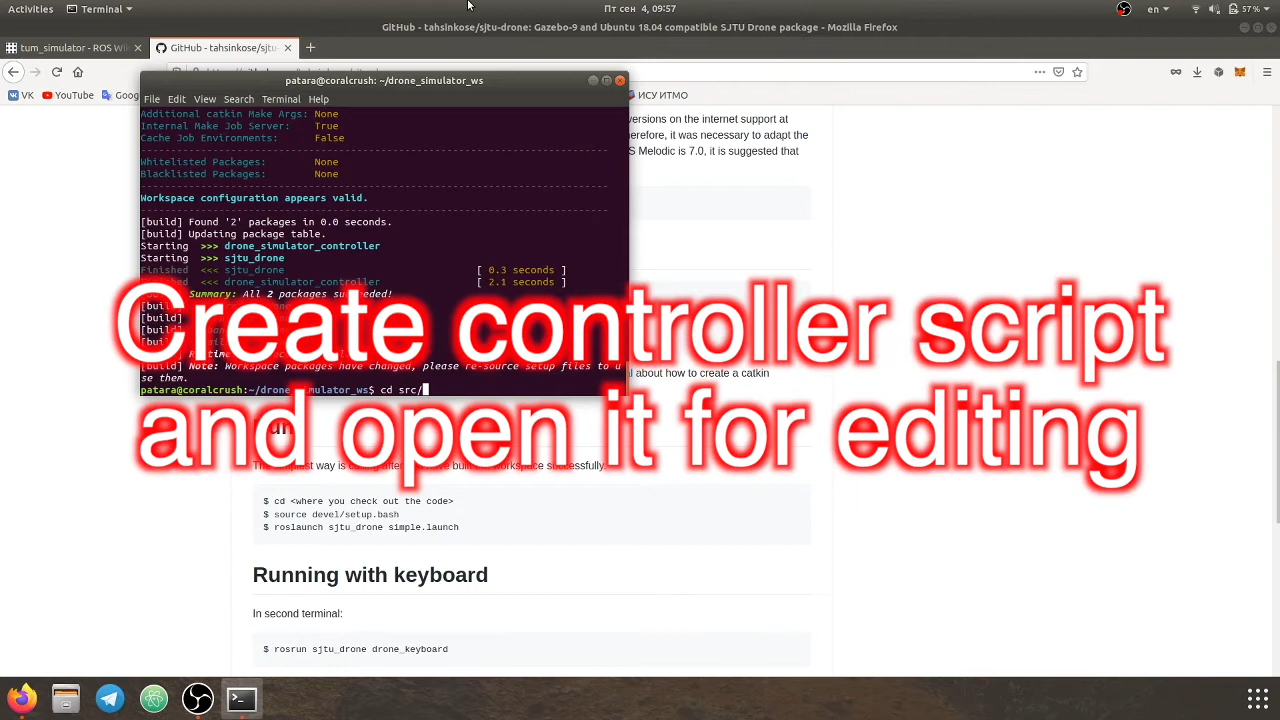 Activities Terminal Пт сен 4, 09:57 en 57 %
GitHub - tahsinkose/sjtu-drone: Gazebo-9 and Ubuntu 18.04 compatible SJTU Drone package - Mozilla Firefox
tum_simulator - ROS Wi GitHub - tahsinkose/sjtu-
patara@coralcrush: ~/drone_simulator_ws
VK YouTube Goog ИСУ ИТМО
File Edit View Search Terminal Help
Additional catkin Make Args: None
Internal Make Job Server: True
Cache Job Environments: False
Whitelisted Packages: None
Blacklisted Packages: None
Workspace configuration appears valid.
[build] Found '2' packages in 0.0 seconds.
[build] Updating package table.
Starting >>> drone_simulator_controller
Starting >>> sjtu_drone
Finished <<< sjtu_drone [ 0.3 seconds ]
<<< drone_simulator_controller [ 2.1 seconds ]
Summary: All 2 packages
[build]
[build]
[build]
[build] Note: Workspace packages have changed, please re-source setup files to u
se them.
patara@coralcrush:~/drone_simulator_ws$ cd src/
versions on the internet support at
erefore, it was necessary to adapt the
S Melodic is 7.0, it is suggested that
al about how to create a catkin
Create controller script
and open it for editing
$ cd <where you check out the code>
$ source devel/setup.bash
$ roslaunch sjtu_drone simple.launch
Running with keyboard
In second terminal:
$ rosrun sjtu_drone drone_keyboard